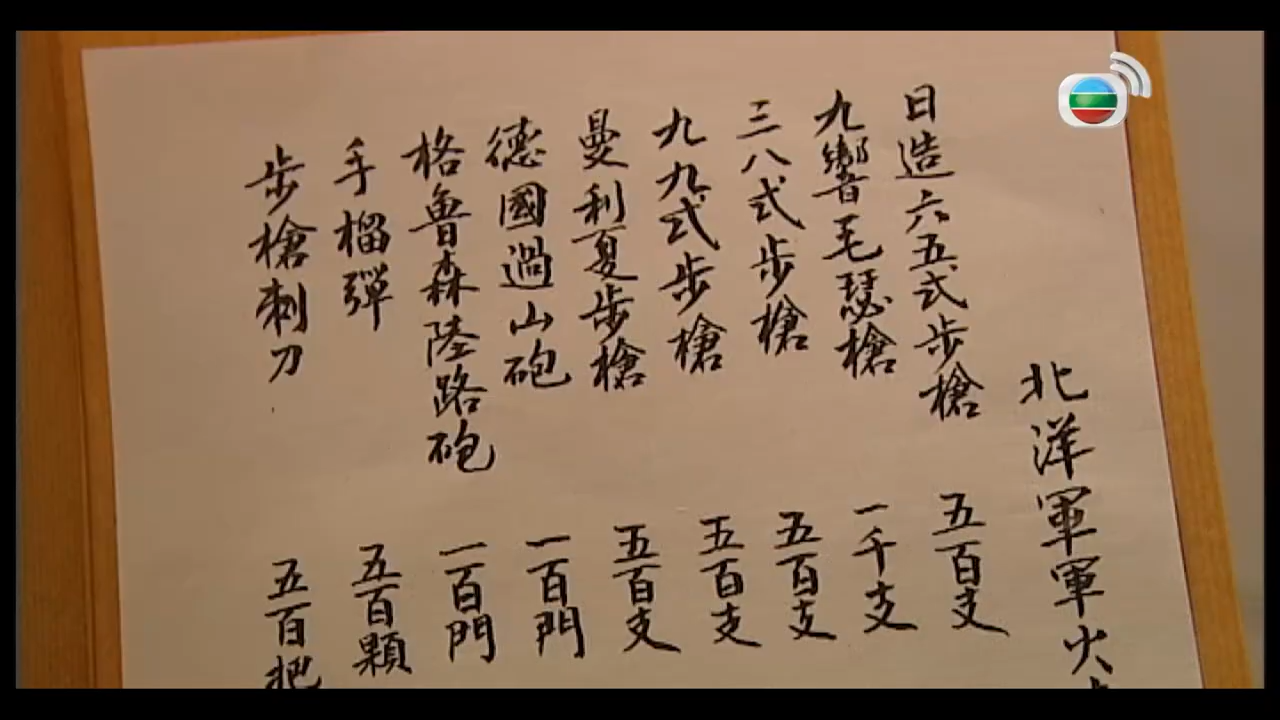 北洋軍軍火
日造六五式步槍 五百支
九響毛瑟槍 一千支
三八式步槍 五百支
九九式步槍 五百支
曼利夏步槍 五百支
德國過山砲 一百門
格魯森陸路砲 一百門
手榴彈 五百顆
步槍刺刀 五百把